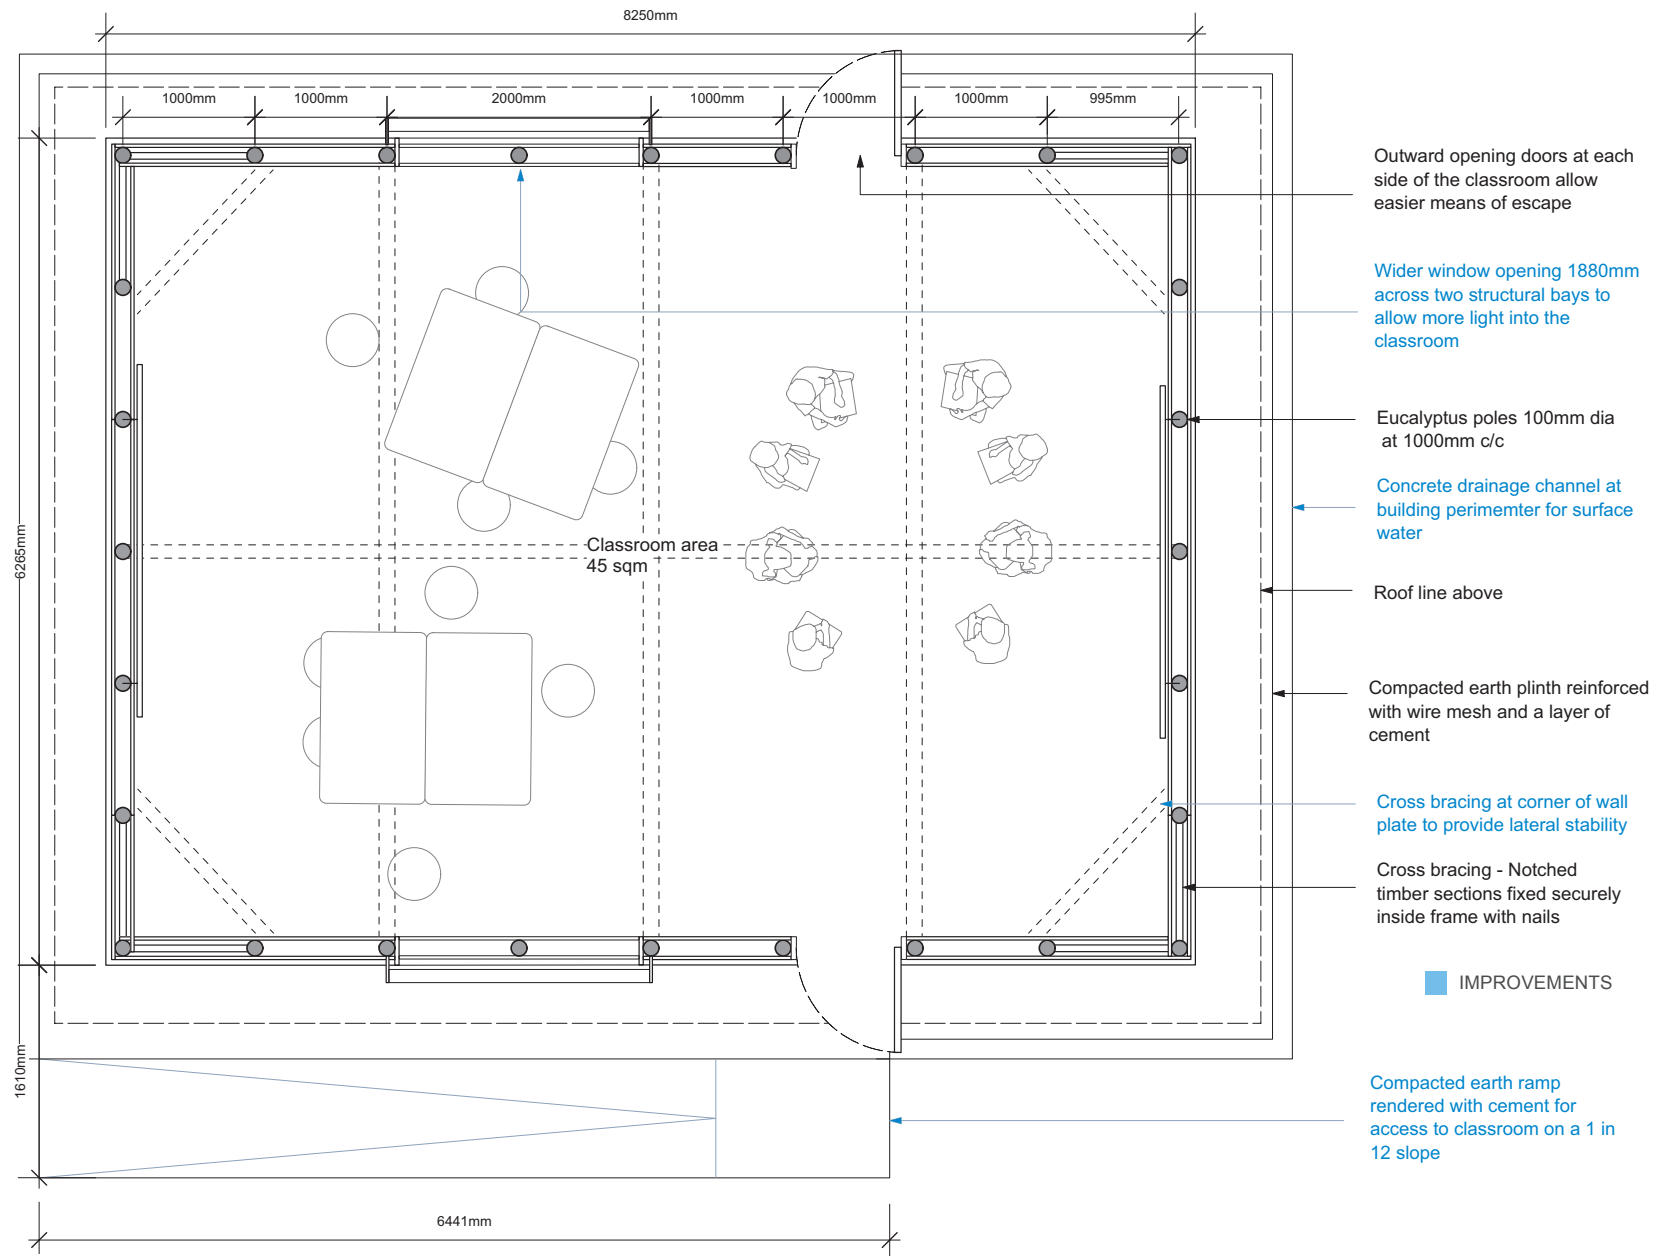 8250mm
1000mm
1000mm
2000mm
1000mm
1000mm
1000mm
995mm
Outward opening doors at each
side of the classroom allow
easier means of escape
Wider window opening 1880mm
across two structural bays to
allow more light into the
classroom
Eucalyptus poles 100mm dia
at 1000mm c/c
Concrete drainage channel at
building perimemter for surface
water
6265mm
Classroom area
45 sqm
Roof line above
Compacted earth plinth reinforced
with wire mesh and a layer of
cement
Cross bracing at corner of wall
plate to provide lateral stability
Cross bracing - Notched
timber sections fixed securely
inside frame with nails
IMPROVEMENTS
1610mm
Compacted earth ramp
rendered with cement for
access to classroom on a 1 in
12 slope
6441mm